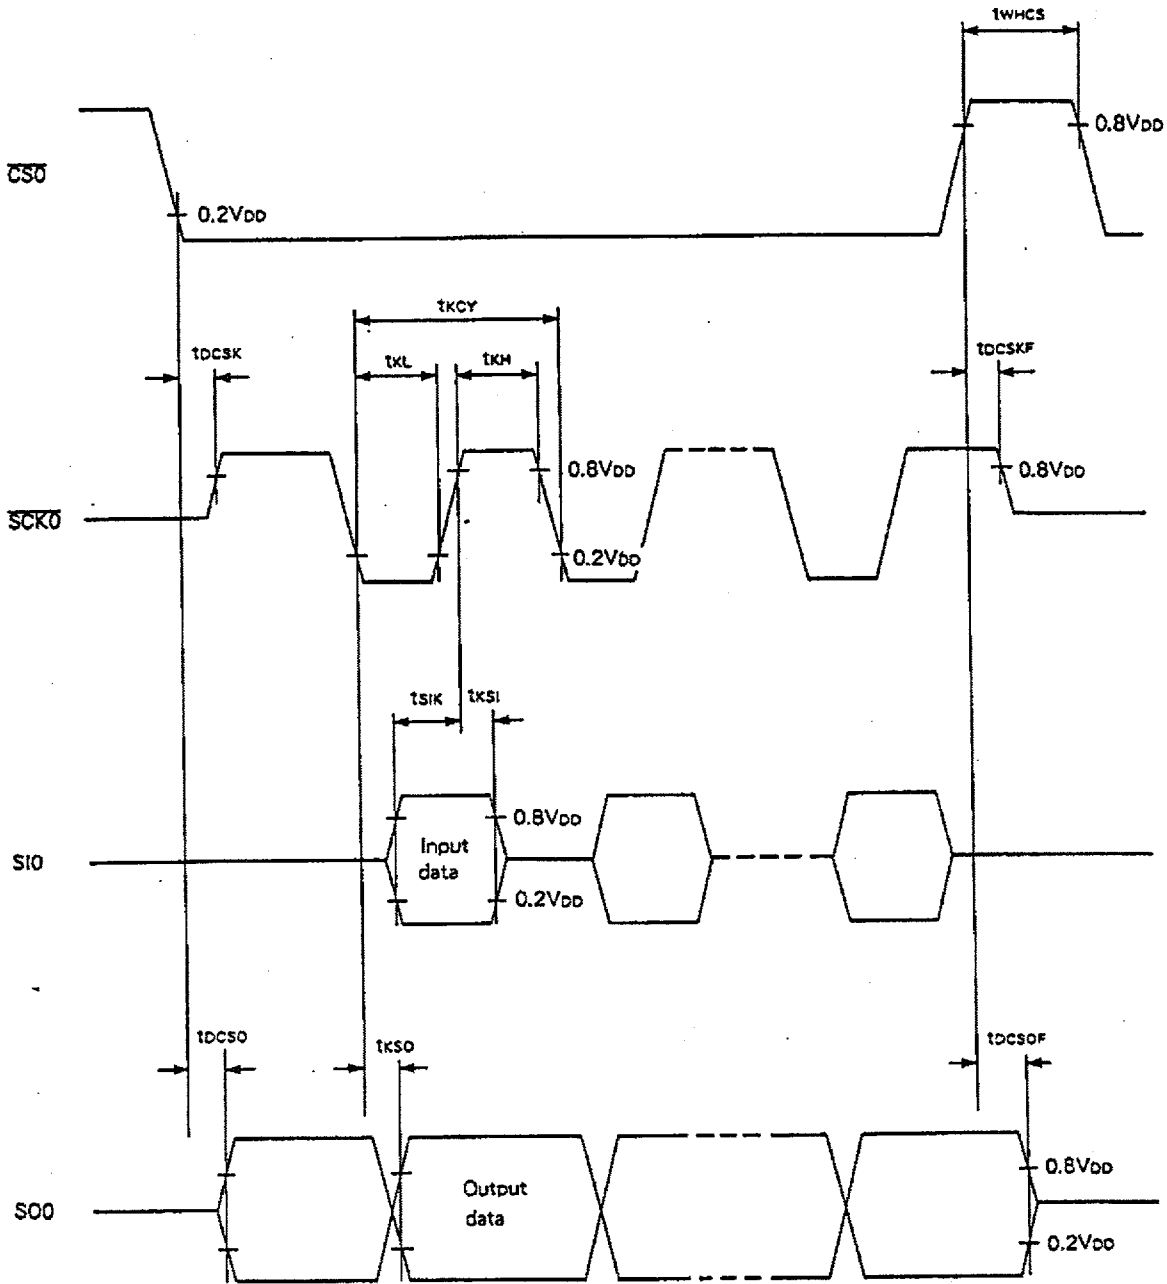 tWHCS
0.8VDD
CS0
0.2VDD
tKCY
tDCSK
tKL
tKH
tDCSKF
0.8VDD
0.8VDD
SCK0
0.2VDD
tSIK
tKSI
0.8VDD
Input
data
SI0
0.2VDD
tDCSO
tKSO
tDCSOF
0.8VDD
Output
data
SO0
0.2VDD